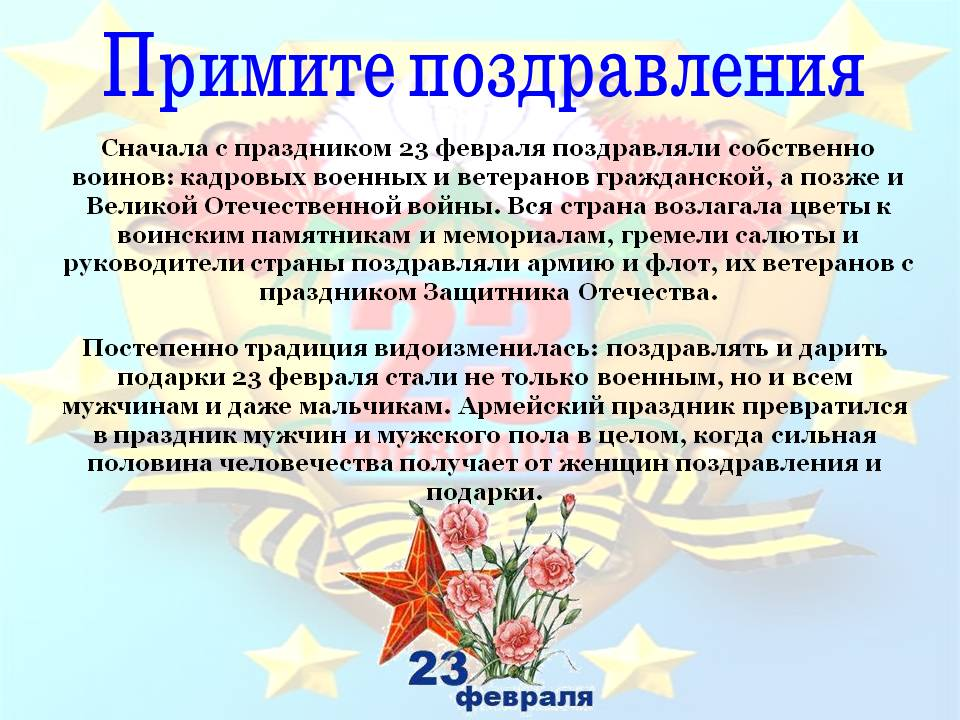 Примите поздравления
Сначала с праздником 23 февраля поздравляли собственно
воинов: кадровых военных и ветеранов гражданской, а позже и
Великой Отечественной войны. Вся страна возлагала цветы к
воинским памятникам и мемориалам, гремели салюты и
руководители страны поздравляли армию и флот, их ветеранов с
праздником Защитника Отечества.
Постепенно традиция видоизменилась: поздравлять и дарить
подарки 23 февраля стали не только военным, но и всем
мужчинам и даже мальчикам. Армейский праздник превратился
в праздник мужчин и мужского пола в целом, когда сильная
половина человечества получает от женщин поздравления и
подарки.
23
ФЕВРАЛЯ
23
февраля